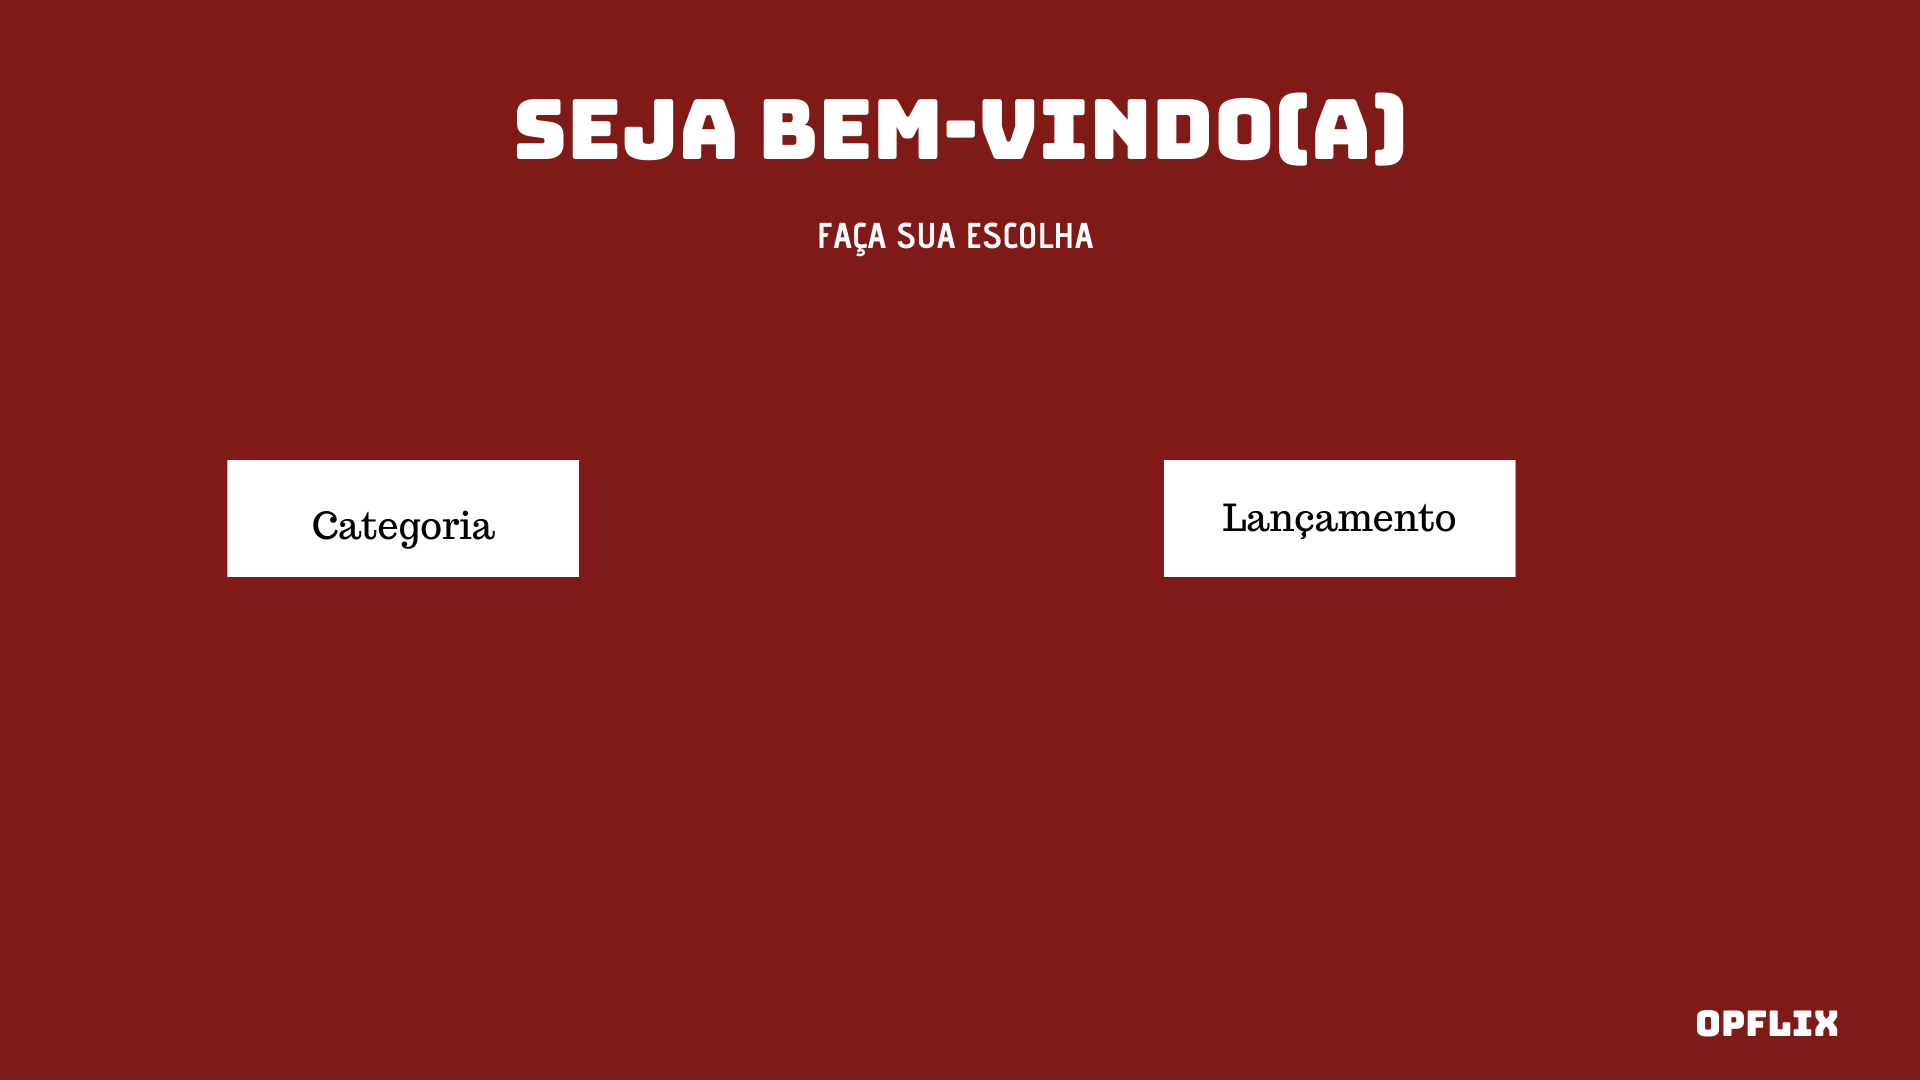 SEJA BEM-VINDO(A)
FAÇA SUA ESCOLHA
Categoria
Lançamento
OPFLIX